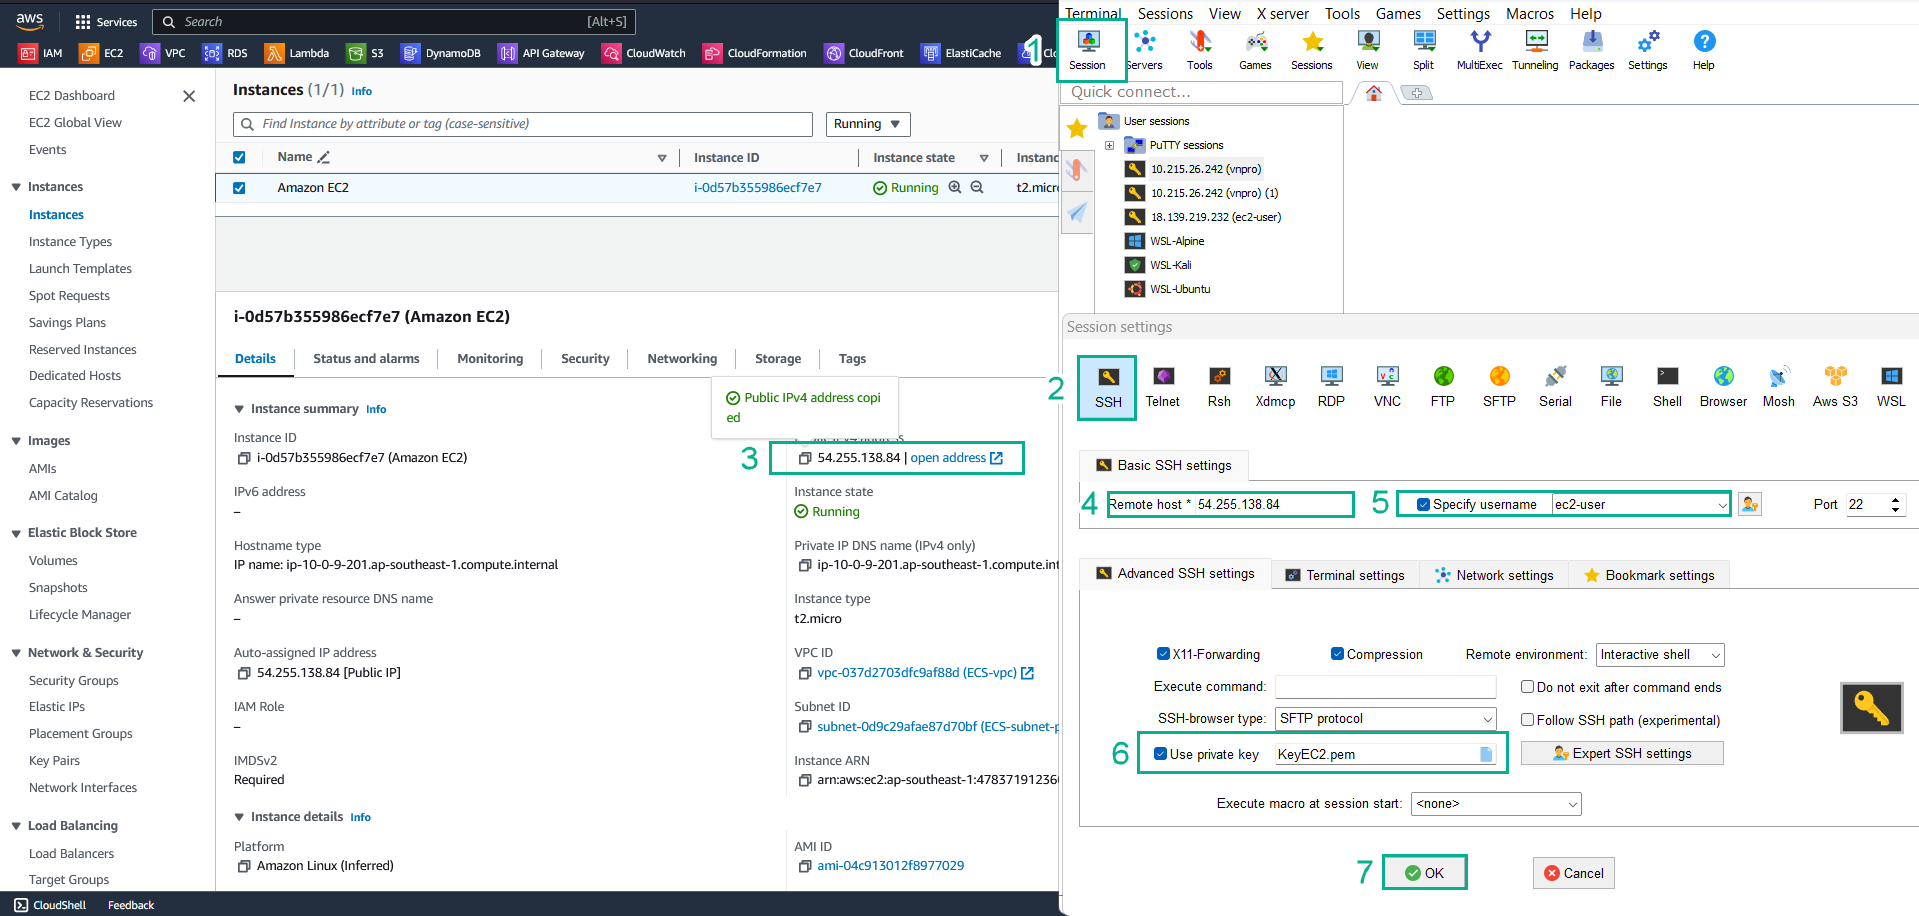 aws
Services
Search
[Alt+S]
IAM
EC2
VPC
RDS
Lambda
S3
DynamoDB
API Gateway
CloudWatch
CloudFormation
CloudFront
ElastiCache
EC2 Dashboard
EC2 Global View
Events
Instances
Instances
Instance Types
Launch Templates
Spot Requests
Savings Plans
Reserved Instances
Dedicated Hosts
Capacity Reservations
Images
AMIs
AMI Catalog
Elastic Block Store
Volumes
Snapshots
Lifecycle Manager
Network & Security
Security Groups
Elastic IPs
Placement Groups
Key Pairs
Network Interfaces
Load Balancing
Load Balancers
Target Groups
CloudShell
Feedback
Instances (1/1) Info
Find Instance by attribute or tag (case-sensitive)
Running
Name
Instance ID
Instance state
Amazon EC2
i-0d57b355986ecf7e7
Running
i-0d57b355986ecf7e7 (Amazon EC2)
Details
Status and alarms
Monitoring
Security
Networking
Storage
Tags
Public IPv4 address copi
ed
Instance summary Info
Instance ID
i-0d57b355986ecf7e7 (Amazon EC2)
IPv6 address
–
Hostname type
IP name: ip-10-0-9-201.ap-southeast-1.compute.internal
Answer private resource DNS name
–
Auto-assigned IP address
54.255.138.84 [Public IP]
IAM Role
–
IMDSv2
Required
Instance details Info
Platform
Amazon Linux (Inferred)
3
54.255.138.84 | open address
Instance state
Running
Private IP DNS name (IPv4 only)
ip-10-0-9-201.ap-southeast-1.compute.int
Instance type
t2.micro
VPC ID
vpc-037d2703dfc9af88d (ECS-vpc)
Subnet ID
subnet-0d9c29afae87d70bf (ECS-subnet-p
Instance ARN
arn:aws:ec2:ap-southeast-1:478371912360
AMI ID
ami-04c913012f8977029
Terminal
Sessions
View
X server
Tools
Games
Settings
Macros
Help
1
Session
Servers
Tools
Games
Sessions
View
Split
MultiExec
Tunneling
Packages
Settings
Help
Quick connect...
User sessions
PuTTY sessions
10.215.26.242 (vnpro)
10.215.26.242 (vnpro) (1)
18.139.219.232 (ec2-user)
WSL-Alpine
WSL-Kali
WSL-Ubuntu
Session settings
2
SSH
Telnet
Rsh
Xdmcp
RDP
VNC
FTP
SFTP
Serial
File
Shell
Browser
Mosh
Aws S3
WSL
Basic SSH settings
4
Remote host * 54.255.138.84
5
Specify username ec2-user
Port 22
Advanced SSH settings
Terminal settings
Network settings
Bookmark settings
X11-Forwarding
Compression
Remote environment: Interactive shell
Execute command:
Do not exit after command ends
SSH-browser type: SFTP protocol
Follow SSH path (experimental)
6
Use private key KeyEC2.pem
Expert SSH settings
Execute macro at session start: <none>
7
OK
Cancel